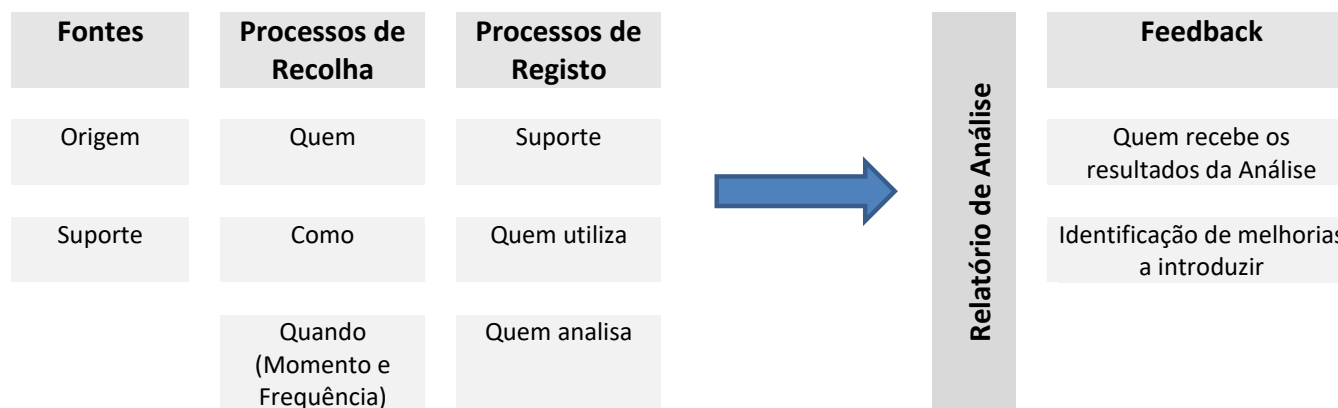 Fontes
Origem
Suporte
Processos de
Recolha
Quem
Como
Quando
(Momento e
Frequência)
Processos de
Registo
Suporte
Quem utiliza
Quem analisa
Relatório de Análise
Feedback
Quem recebe os
resultados da Análise
Identificação de melhorias
a introduzir